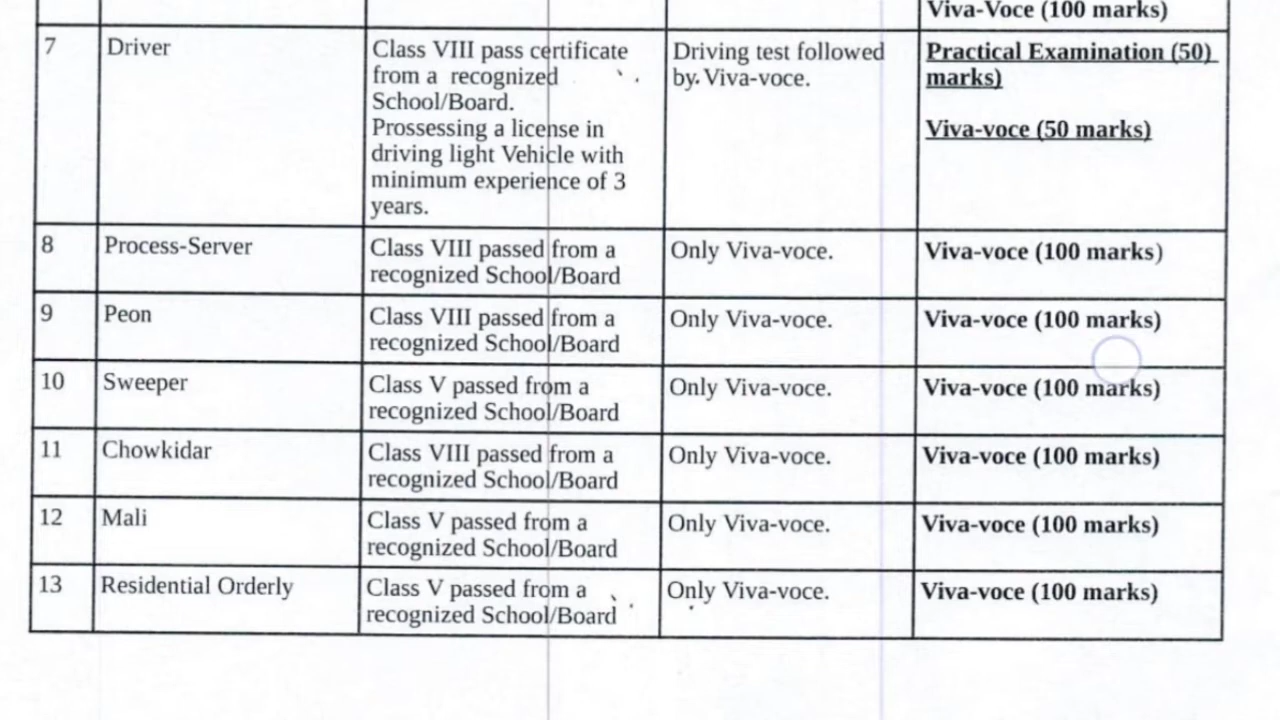 Viva-Voce (100 marks)
7 Driver Class VIII pass certificate Driving test followed Practical Examination (50)
from a recognized by.Viva-voce. marks)
School/Board.
Prossessing a license in Viva-voce (50 marks)
driving light Vehicle with
minimum experience of 3
years.
8 Process-Server Class VIII passed from a Only Viva-voce. Viva-voce (100 marks)
recognized School/Board
9 Peon Class VIII passed from a Only Viva-voce. Viva-voce (100 marks)
recognized School/Board
10 Sweeper Class V passed from a Only Viva-voce. Viva-voce (100 marks)
recognized School/Board
11 Chowkidar Class VIII passed from a Only Viva-voce. Viva-voce (100 marks)
recognized School/Board
12 Mali Class V passed from a Only Viva-voce. Viva-voce (100 marks)
recognized School/Board
13 Residential Orderly Class V passed from a Only Viva-voce. Viva-voce (100 marks)
recognized School/Board